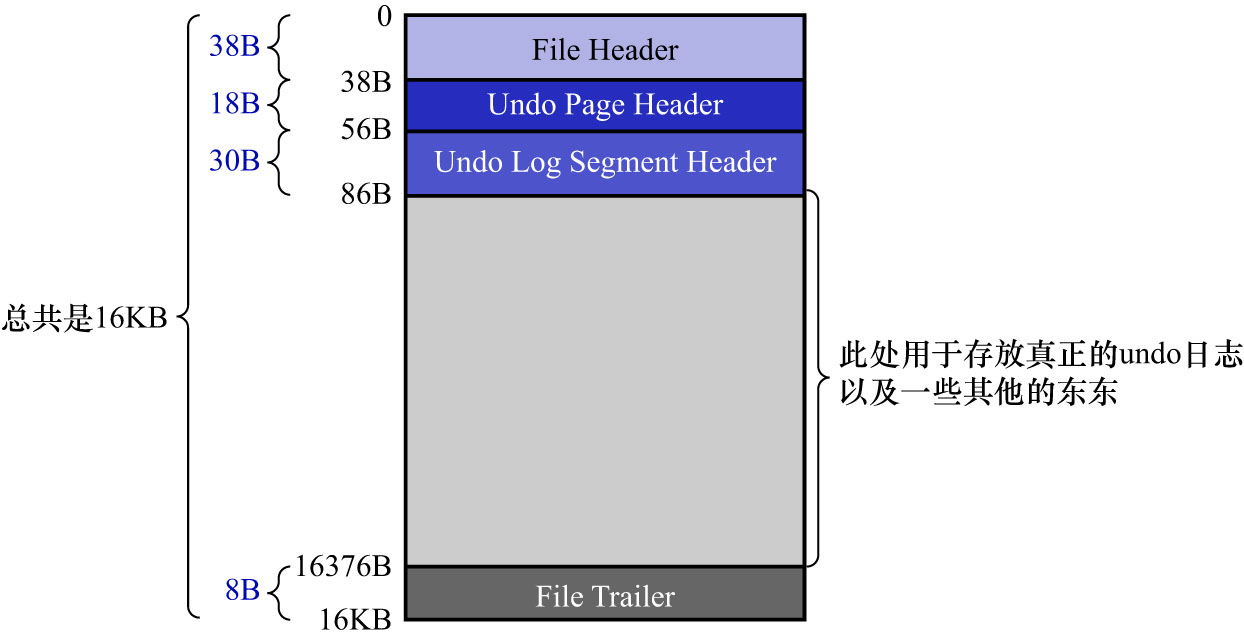 0
38B
File Header
38B
18B
Undo Page Header
56B
30B
Undo Log Segment Header
86B
总共是16KB
此处用于存放真正的undo日志
以及一些其他的东东
16376B
8B
File Trailer
16KB